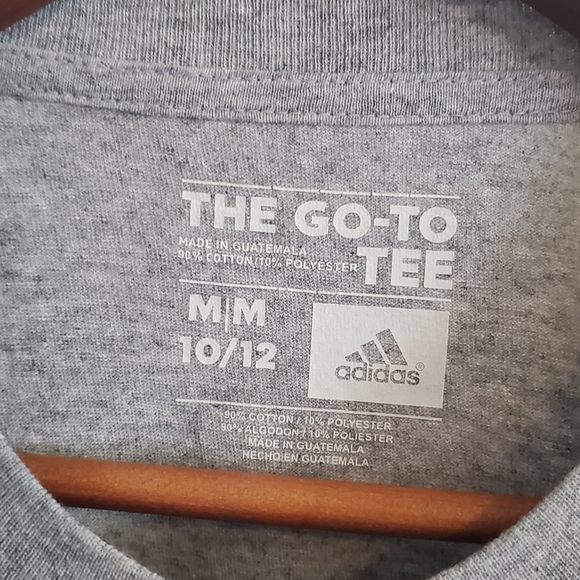 THE GO-TO
MADE IN GUATEMALA
90% COTTON/10% POLYESTER
TEE
M|M
10/12
adidas®
90% COTTON / 10% POLYESTER
90% ALGODON / 10% POLIESTER
MADE IN GUATEMALA
HECHO EN GUATEMALA